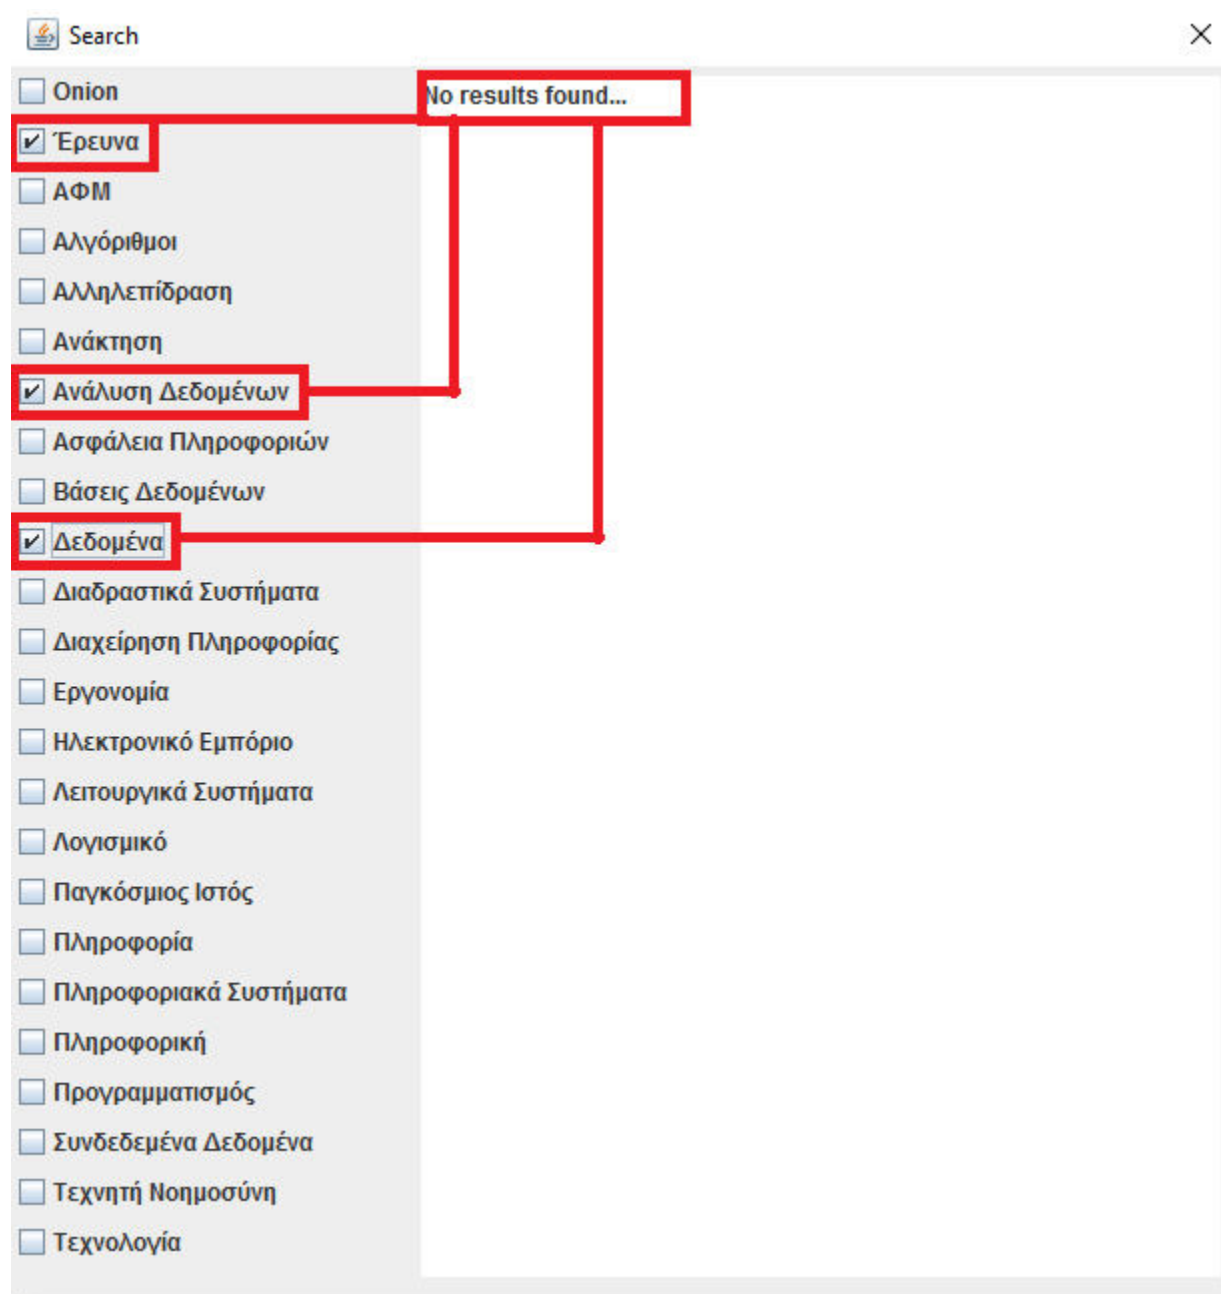 Search
Onion
No results found...
Έρευνα
ΑΦΜ
Αλγόριθμοι
Αλληλεπίδραση
Ανάκτηση
Ανάλυση Δεδομένων
Ασφάλεια Πληροφοριών
Βάσεις Δεδομένων
Δεδομένα
Διαδραστικά Συστήματα
Διαχείρηση Πληροφορίας
Εργονομία
Ηλεκτρονικό Εμπόριο
Λειτουργικά Συστήματα
Λογισμικό
Παγκόσμιος Ιστός
Πληροφορία
Πληροφοριακά Συστήματα
Πληροφορική
Προγραμματισμός
Συνδεδεμένα Δεδομένα
Τεχνητή Νοημοσύνη
Τεχνολογία